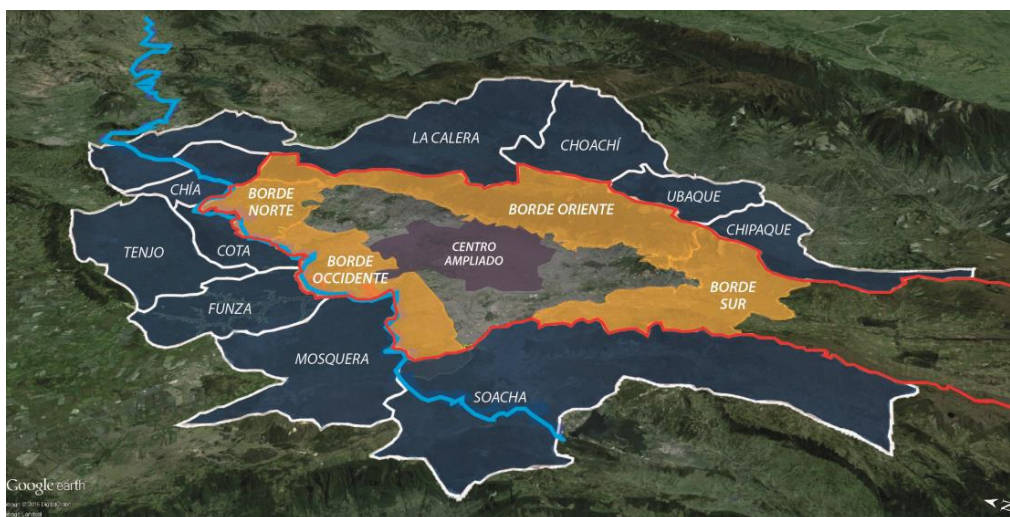 LA CALERA
CHOACHÍ
CHÍA
BORDE
NORTE
UBAQUE
BORDE ORIENTE
CHIPAQUE
TENJO
COTA
CENTRO
AMPLIADO
BORDE
OCCIDENTE
BORDE
SUR
FUNZA
MOSQUERA
SOACHA
Google earth
N